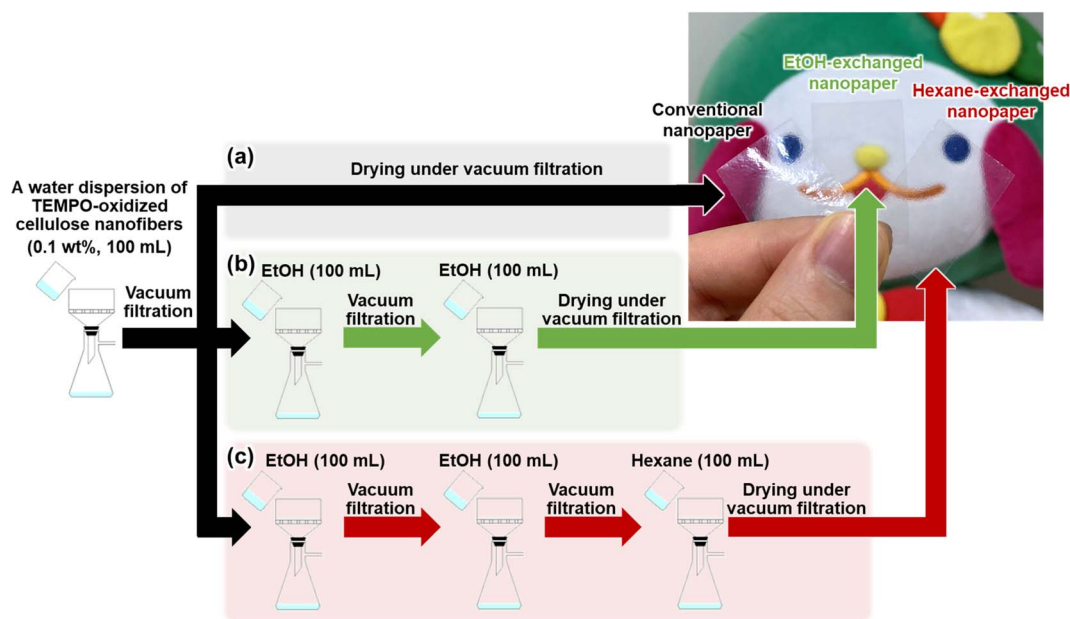 EtOH-exchanged
nanopaper
Hexane-exchanged
nanopaper
Conventional
nanopaper
(a)
Drying under vacuum filtration
A water dispersion of
TEMPO-oxidized
cellulose nanofibers
(0.1 wt%, 100 mL)
Vacuum
filtration
(b)
EtOH (100 mL)
Vacuum
filtration
EtOH (100 mL)
Drying under
vacuum filtration
(c)
EtOH (100 mL)
Vacuum
filtration
EtOH (100 mL)
Vacuum
filtration
Hexane (100 mL)
Drying under
vacuum filtration